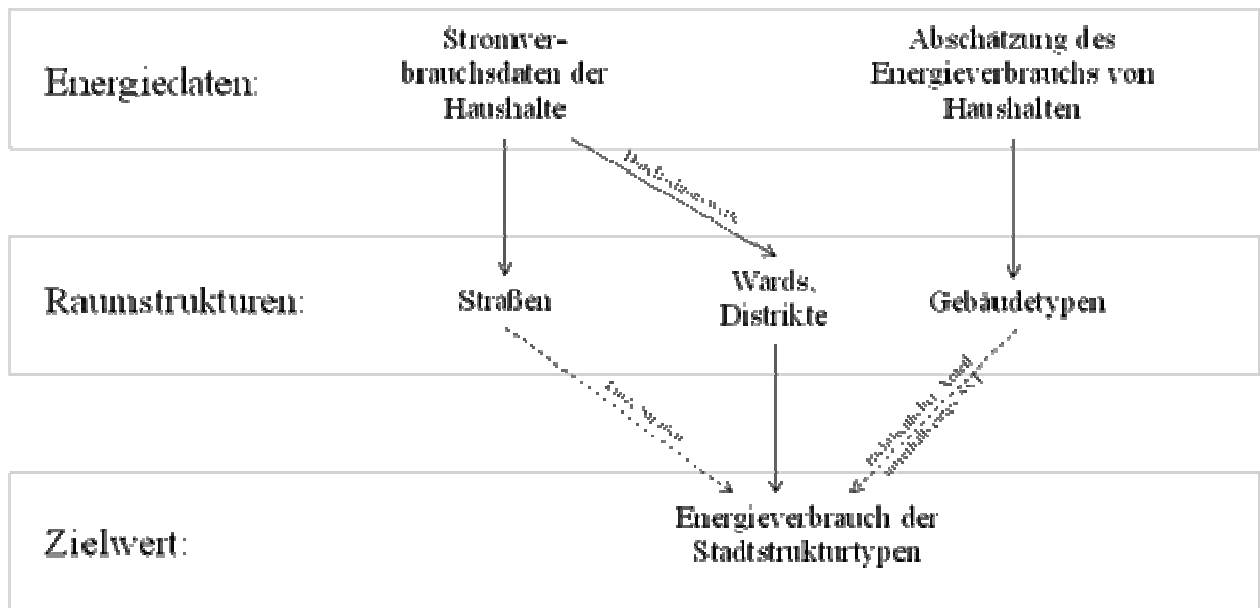 Energiedaten:
Stromver-
brauchsdaten der
Haushalte
Abschätzung des
Energieverbrauchs von
Haushalten
Raumstrukturen:
Straßen
Wards,
Distrikte
Gebäudetypen
Zielwert:
Energieverbrauch der
Stadtstrukturtypen